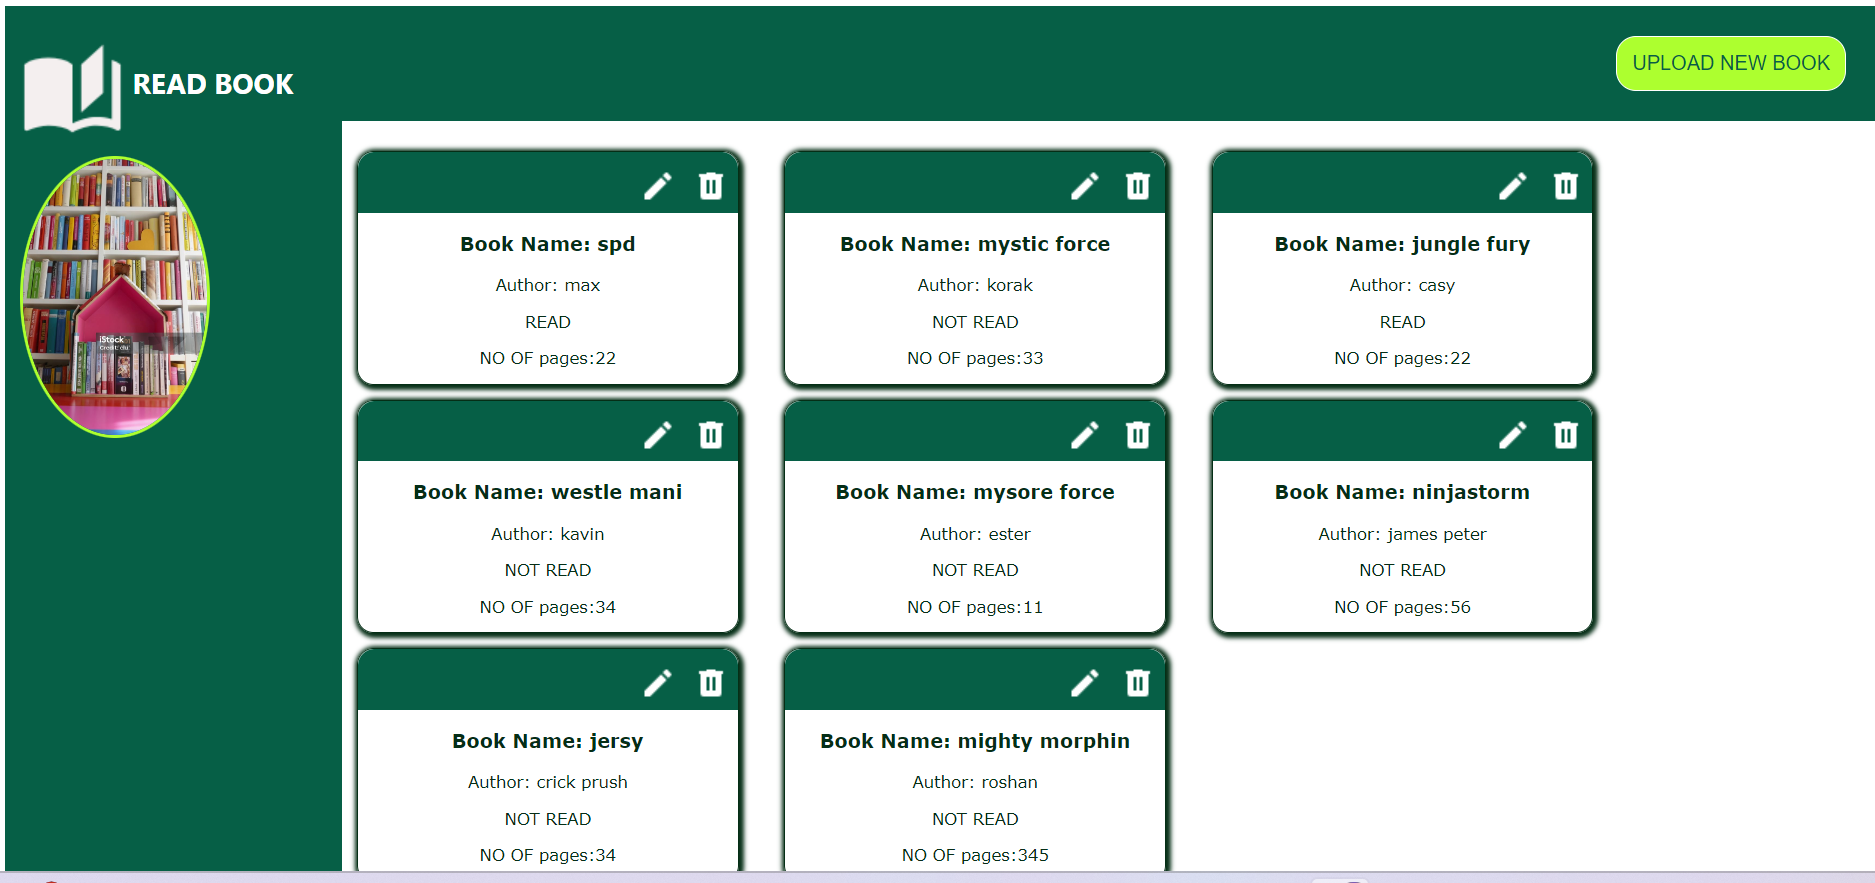 READ BOOK
UPLOAD NEW BOOK
iStock
Credit: clu
Book Name: spd
Author: max
READ
NO OF pages:22
Book Name: mystic force
Author: korak
NOT READ
NO OF pages:33
Book Name: jungle fury
Author: casy
READ
NO OF pages:22
Book Name: westle mani
Author: kavin
NOT READ
NO OF pages:34
Book Name: mysore force
Author: ester
NOT READ
NO OF pages:11
Book Name: ninjastorm
Author: james peter
NOT READ
NO OF pages:56
Book Name: jersy
Author: crick prush
NOT READ
NO OF pages:34
Book Name: mighty morphin
Author: roshan
NOT READ
NO OF pages:345